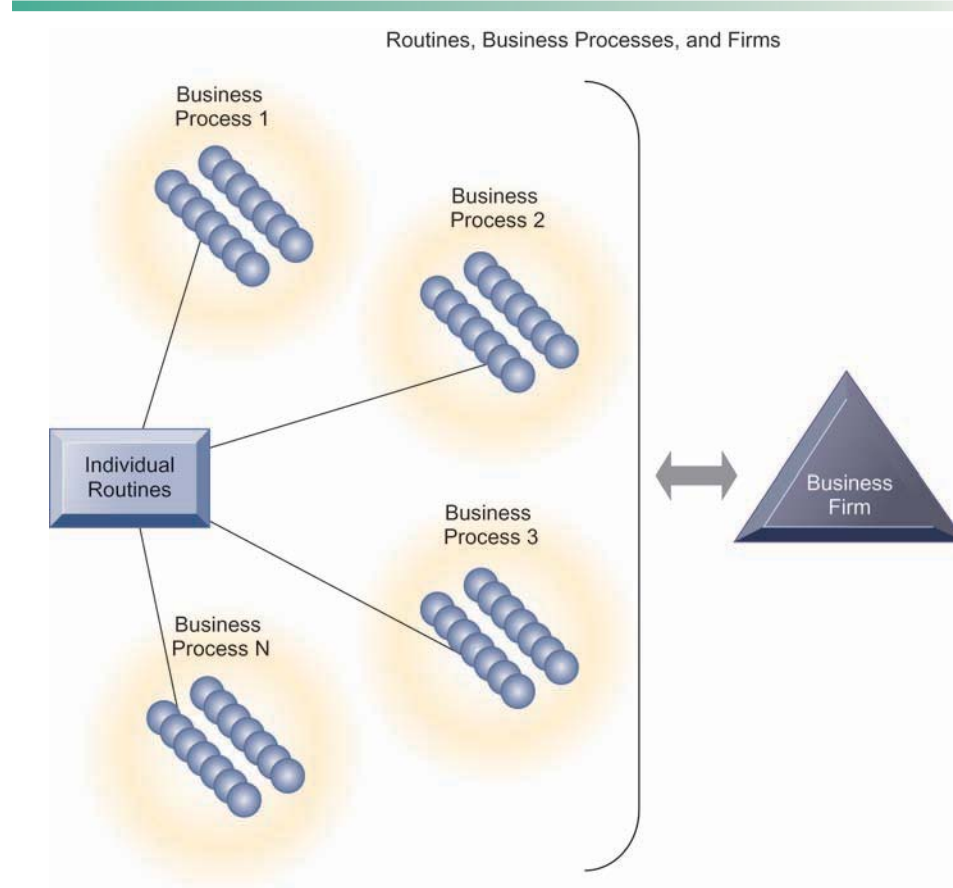 Routines, Business Processes, and Firms
Business
Process 1
Business
Process 2
Individual
Routines
Business
Firm
Business
Process 3
Business
Process N